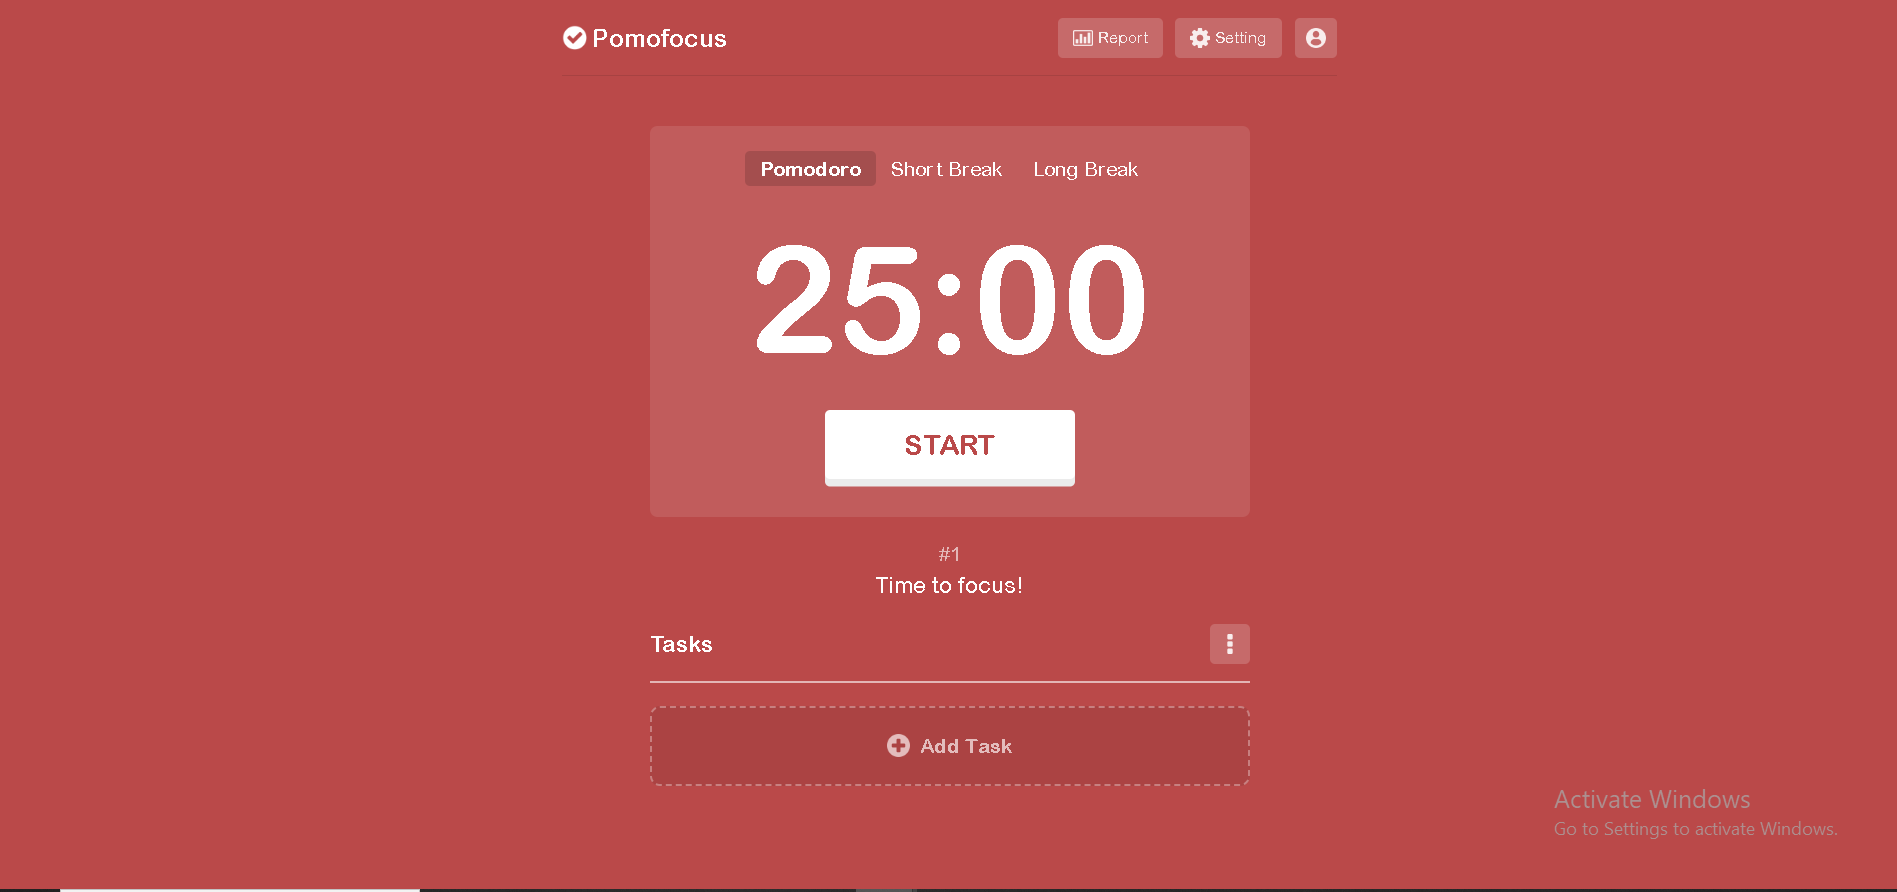 Pomofocus
Report
Setting
Pomodoro
Short Break
Long Break
25:00
START
#1
Time to focus!
Tasks
Add Task
Activate Windows
Go to Settings to activate Windows.